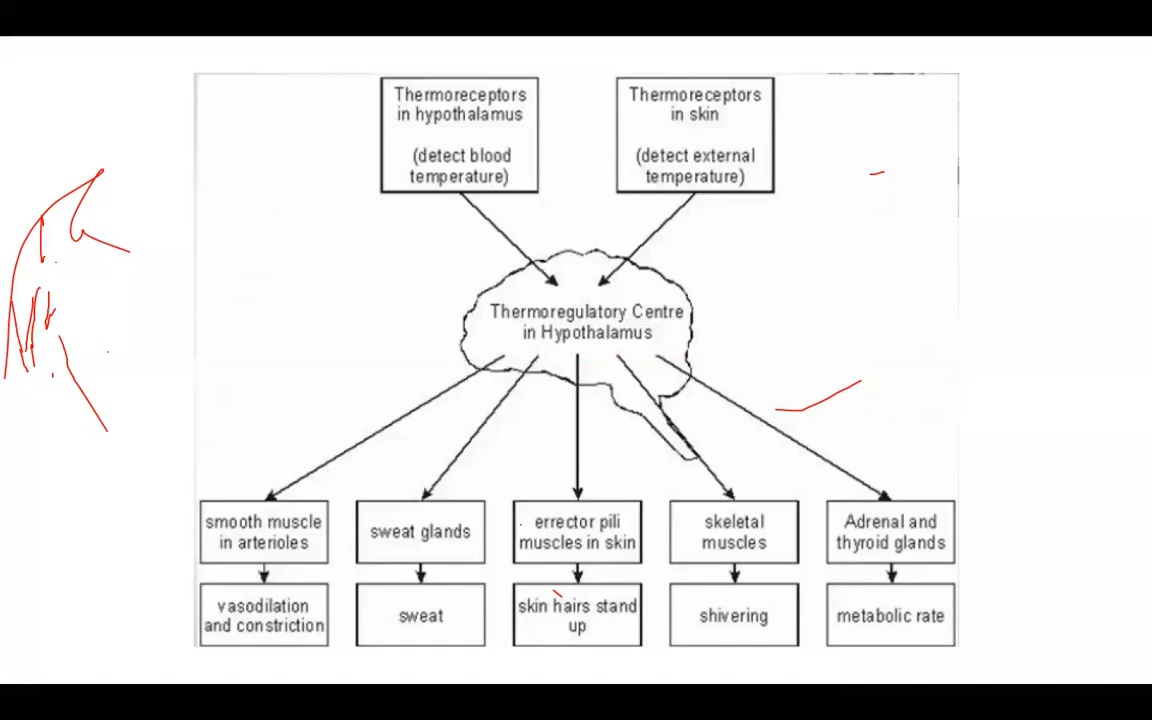 Thermoreceptors
in hypothalamus
(detect blood
temperature)
Thermoreceptors
in skin
(detect external
temperature)
Thermoregulatory Centre
in Hypothalamus
smooth muscle
in arterioles
sweat glands
errector pili
muscles in skin
skeletal
muscles
Adrenal and
thyroid glands
vasodilation
and constriction
sweat
skin hairs stand
up
shivering
metabolic rate